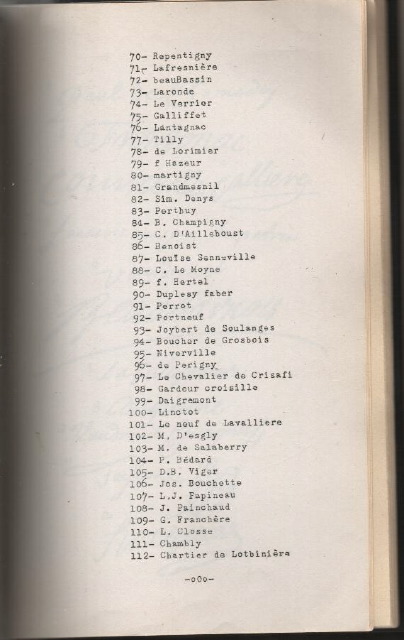 70- Repentigny
71- Lafresnière
72- beauBassin
73- Laronde
74- Le Verrier
75- Galliffet
76- Lantagnac
77- Tilly
78- de Lorimier
79- f Hazeur
80- martigny
81- Grandmesnil
82- Sim. Denys
83- Perthuy
84- B. Champigny
85- C. D'Ailleboust
86- Benoist
87- Louise Senneville
88- C. Le Moyne
89- f. Hertel
90- Duplesy faber
91- Perrot
92- Portneuf
93- Joybert de Soulanges
94- Boucher de Grosbois
95- Niverville
96- de Perigny
97- Le Chevalier de Crisafi
98- Gardeur croisille
99- Daigremont
100- Linctot
101- Le neuf de Lavalliere
102- M. D'esgly
103- M. de Salaberry
104- P. Bédard
105- D.B. Viger
106- Jos. Bouchette
107- L.J. Papineau
108- J. Painchaud
109- G. Franchère
110- L. Closse
111- Chambly
112- Chartier de Lotbinière
-oOo-